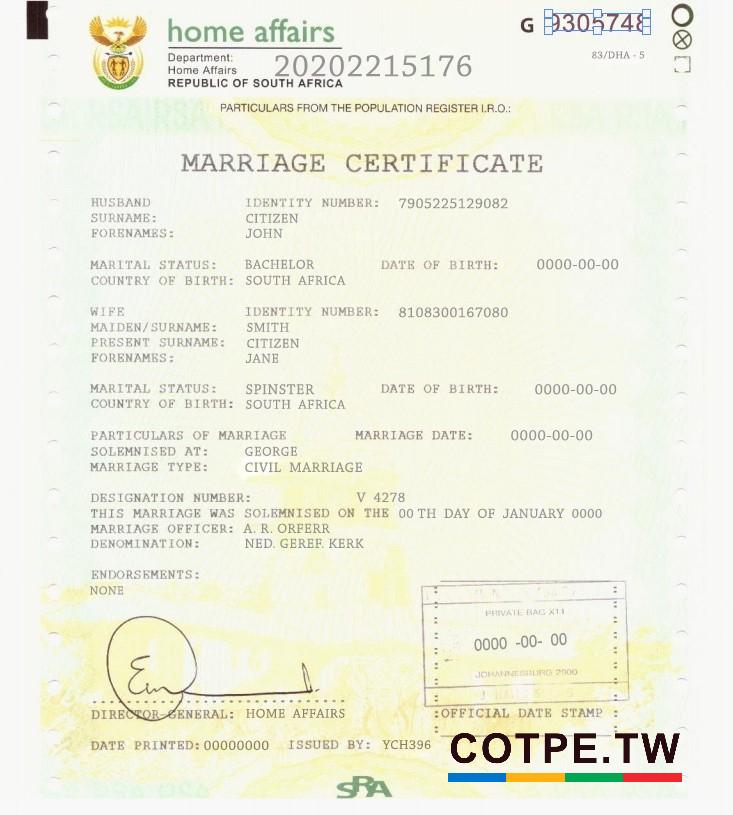 home affairs
G 9305748
Department:
Home Affairs
REPUBLIC OF SOUTH AFRICA
20202215176
83/DHA - 5
PARTICULARS FROM THE POPULATION REGISTER I.R.O.:
MARRIAGE CERTIFICATE
HUSBAND IDENTITY NUMBER: 7905225129082
SURNAME: CITIZEN
FORENAMES: JOHN
MARITAL STATUS: BACHELOR DATE OF BIRTH: 0000-00-00
COUNTRY OF BIRTH: SOUTH AFRICA
WIFE IDENTITY NUMBER: 8108300167080
MAIDEN/SURNAME: SMITH
PRESENT SURNAME: CITIZEN
FORENAMES: JANE
MARITAL STATUS: SPINSTER DATE OF BIRTH: 0000-00-00
COUNTRY OF BIRTH: SOUTH AFRICA
PARTICULARS OF MARRIAGE MARRIAGE DATE: 0000-00-00
SOLEMNISED AT: GEORGE
MARRIAGE TYPE: CIVIL MARRIAGE
DESIGNATION NUMBER: V 4278
THIS MARRIAGE WAS SOLEMNISED ON THE 00 TH DAY OF JANUARY 0000
MARRIAGE OFFICER: A. R. ORFERR
DENOMINATION: NED. GEREF. KERK
ENDORSEMENTS:
NONE
PRIVATE BAG X11
0000 -00- 00
JOHANNESBURG 2000
DIRECTOR-GENERAL: HOME AFFAIRS
:OFFICIAL DATE STAMP :
DATE PRINTED: 00000000 ISSUED BY: YCH396
COTPE.TW